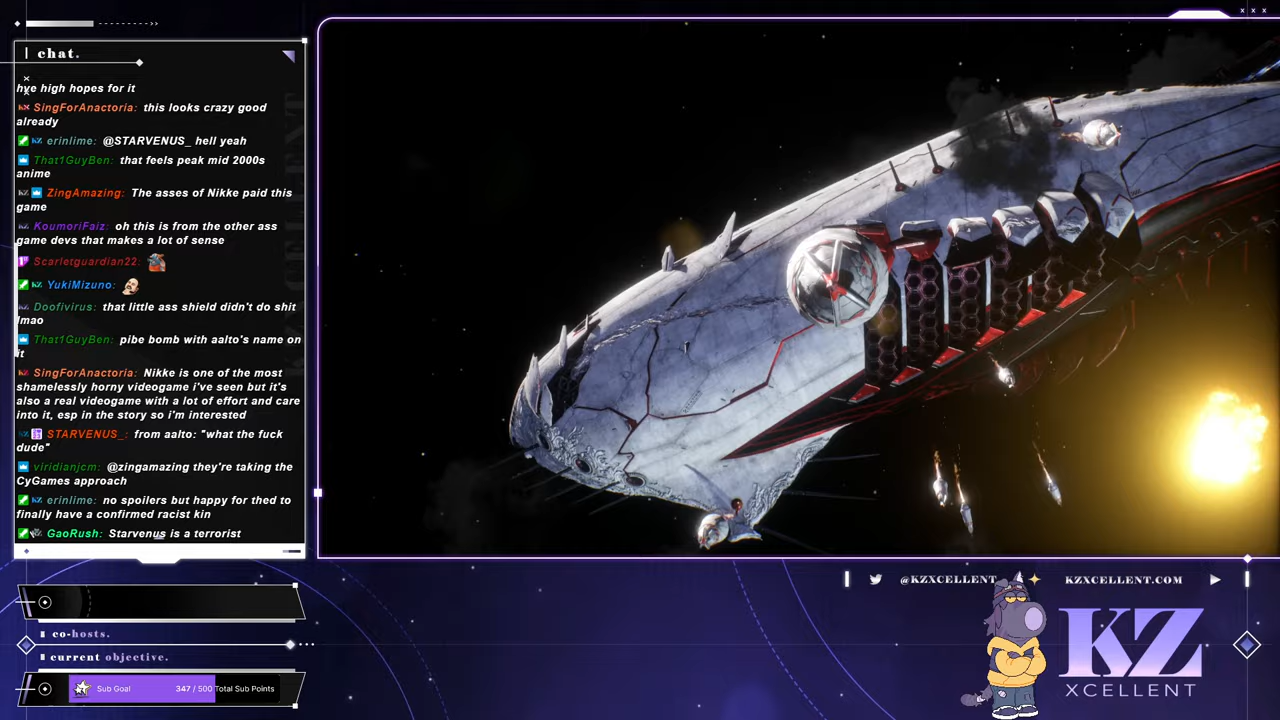 chat.
hve high hopes for it
SingForAnactoria: this looks crazy good
already
erinlime: @STARVENUS_ hell yeah
That1GuyBen: that feels peak mid 2000s
anime
ZingAmazing: The asses of Nikke paid this
game
KoumoriFaiz: oh this is from the other ass
game devs that makes a lot of sense
Scarletguardian22:
YukiMizuno:
Doofivirus: that little ass shield didn't do shit
lmao
That1GuyBen: pibe bomb with aalto's name on
it
SingForAnactoria: Nikke is one of the most
shamelessly horny videogame i've seen but it's
also a real videogame with a lot of effort and care
into it, esp in the story so i'm interested
STARVENUS_: from aalto: "what the fuck
dude"
viridianjcm: @zingamazing they're taking the
CyGames approach
erinlime: no spoilers but happy for thed to
finally have a confirmed racist kin
GaoRush: Starvenus is a terrorist
co-hosts.
current objective.
Sub Goal 347 / 500 Total Sub Points
@KZXCELLENT
KZXCELLENT.COM
KZ
XCELLENT